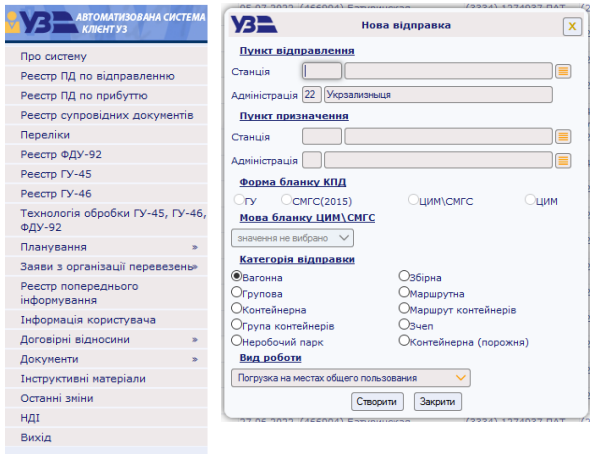 УЗ АВТОМАТИЗОВАНА СИСТЕМА
КЛІЄНТ УЗ
Про систему
Реєстр ПД по відправленню
Реєстр ПД по прибуттю
Реєстр супровідних документів
Переліки
Реєстр ФДУ-92
Реєстр ГУ-45
Реєстр ГУ-46
Технологія обробки ГУ-45, ГУ-46,
ФДУ-92
Планування »
Заяви з організації перевезень»
Реєстр попереднього
інформування
Інформація користувача
Договірні відносини »
Документи »
Інструктивні матеріали
Останні зміни
НДІ
Вихід
УЗ Нова відправка X
Пункт відправлення
Станція
Адміністрація 22 Укрзализныця
Пункт призначення
Станція
Адміністрація
Форма бланку КПД
ГУ СМГС(2015) ЦИМ\СМГС ЦИМ
Мова бланку ЦИМ\СМГС
значення не вибрано
Категорія відправки
Вагонна Збірна
Групова Маршрутна
Контейнерна Маршрут контейнерів
Група контейнерів Зчеп
Неробочий парк Контейнерна (порожня)
Вид роботи
Погрузка на местах общего пользования
Створити Закрити